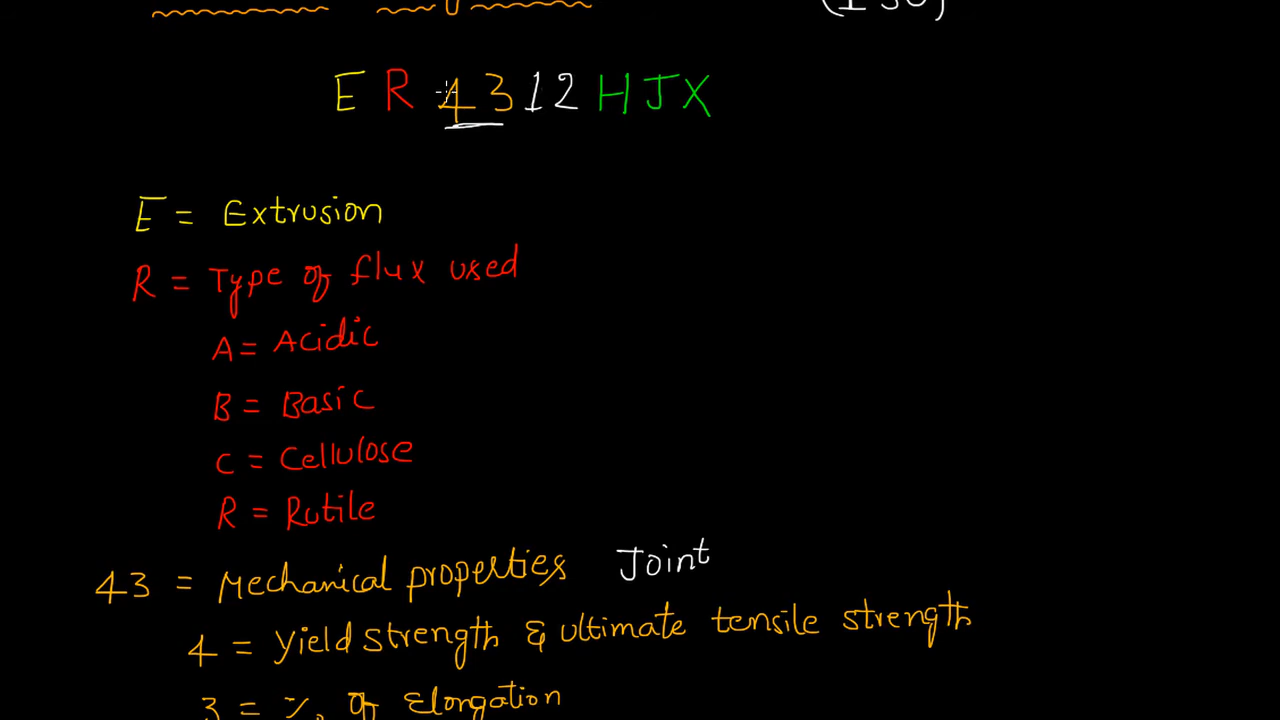 E R 4 3 1 2 H J X
E = Extrusion
R = Type of flux used
A = Acidic
B = Basic
C = Cellulose
R = Rutile
43 = Mechanical properties Joint
4 = Yield strength & ultimate tensile strength
3 = % of Elongation